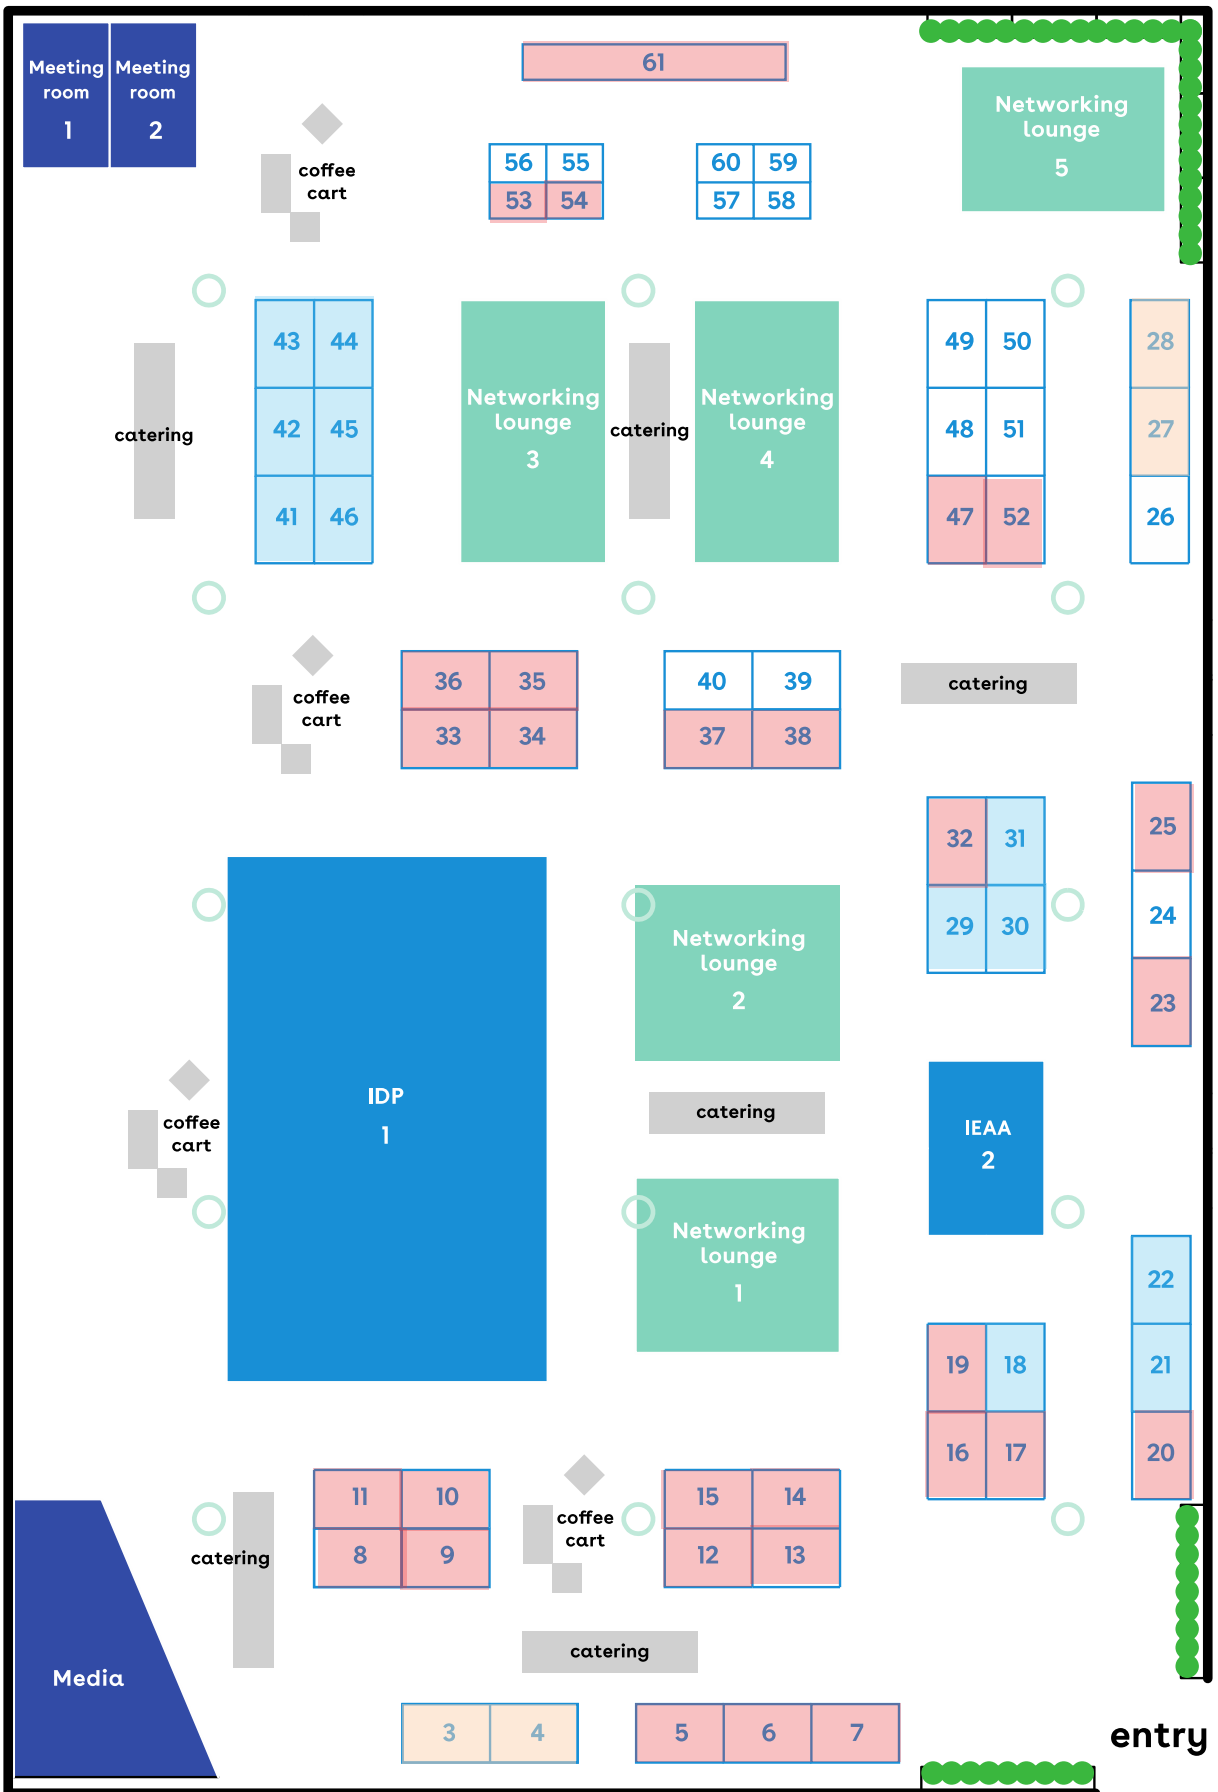 Meeting room 1
Meeting room 2
61
Networking lounge 5
coffee cart
56 55
53 54
60 59
57 58
43 44
42 45
41 46
catering
Networking lounge 3
catering
Networking lounge 4
49 50
48 51
47 52
28
27
26
coffee cart
36 35
33 34
40 39
37 38
catering
32 31
29 30
25
24
23
IDP
1
Networking lounge 2
catering
Networking lounge 1
coffee cart
IEAA
2
22
21
20
19 18
16 17
11 10
8 9
coffee cart
15 14
12 13
catering
catering
Media
3 4
5 6 7
entry